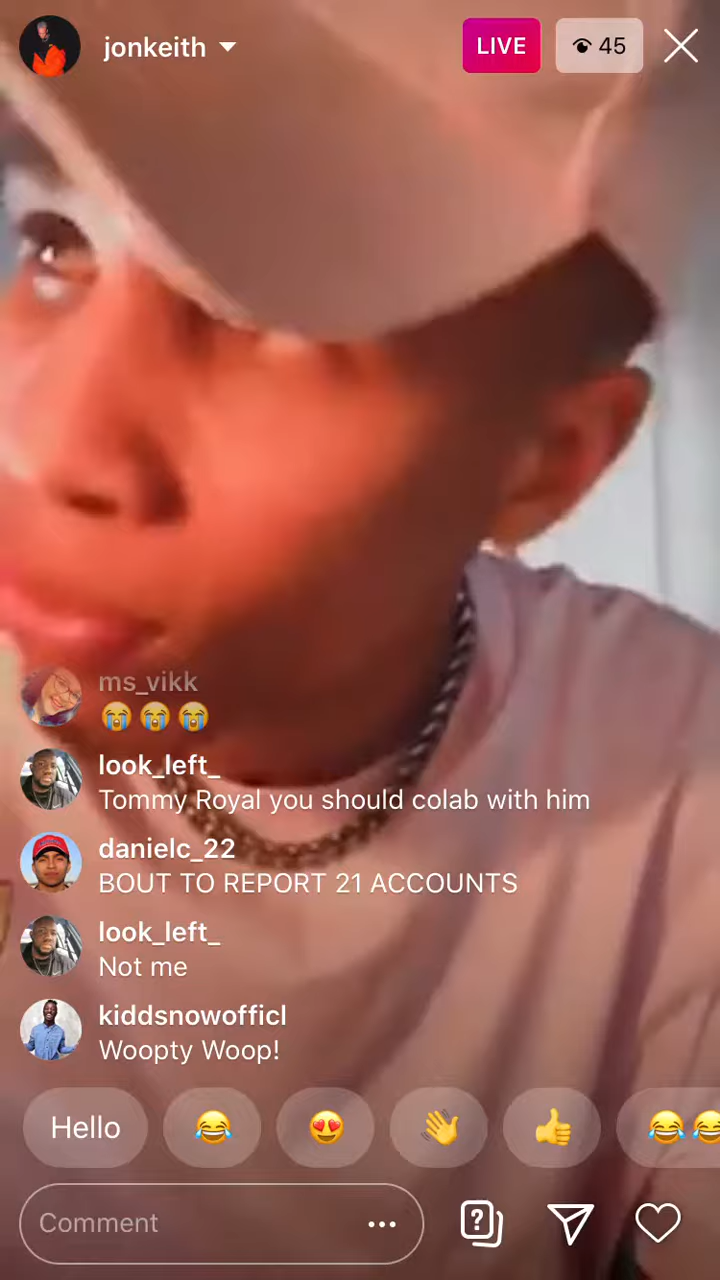 jonkeith
LIVE
45
ms_vikk
😭😭😭
look_left_
Tommy Royal you should colab with him
danielc_22
BOUT TO REPORT 21 ACCOUNTS
look_left_
Not me
kiddsnowofficl
Woopty Woop!
Hello 😂 😍 👋 👍 😂😂
Comment